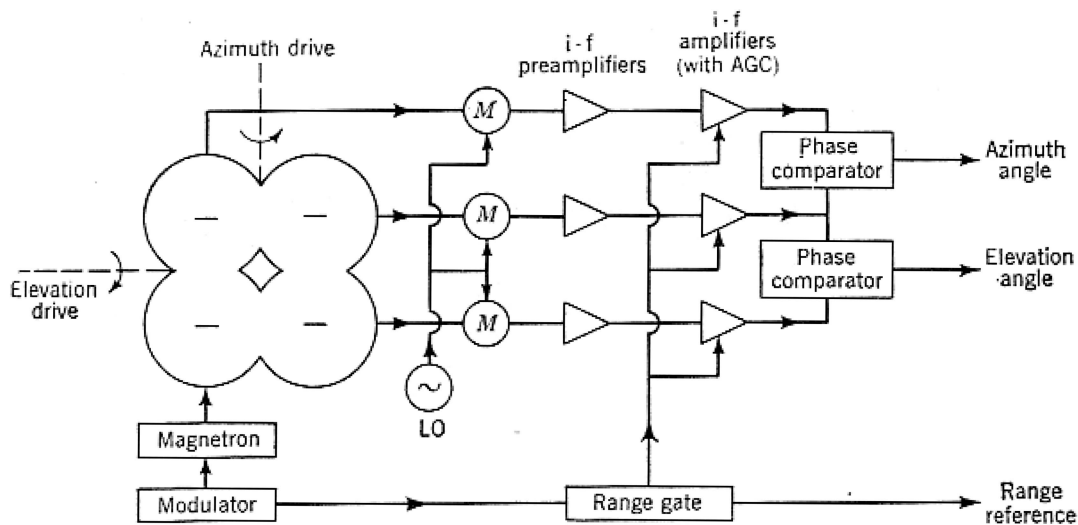 Azimuth drive
i-f
preamplifiers
i-f
amplifiers
(with AGC)
M
Phase
comparator
Azimuth
angle
M
Elevation
drive
Phase
comparator
Elevation
angle
M
LO
Magnetron
Modulator
Range gate
Range
reference